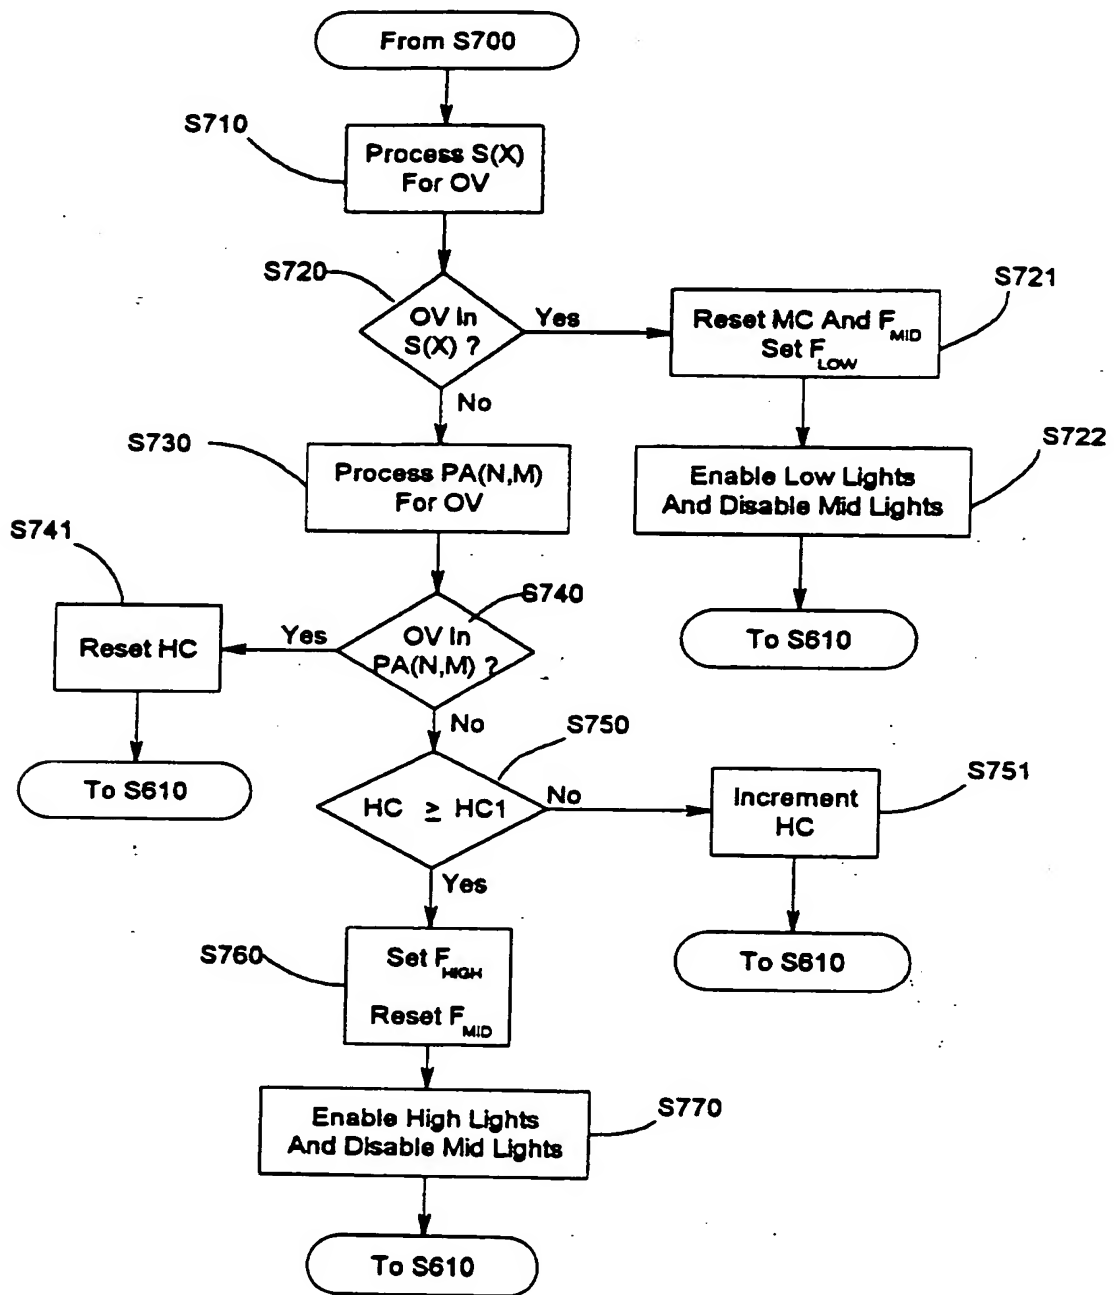 From S700
S710
Process S(X)
For OV
S720
OV In
S(X) ?
Yes
No
S721
Reset MC And F_MID
Set F_LOW
S722
Enable Low Lights
And Disable Mid Lights
To S610
S730
Process PA(N,M)
For OV
S740
OV In
PA(N,M) ?
Yes
No
S741
Reset HC
To S610
S750
HC ≥ HC1
No
Yes
S751
Increment
HC
To S610
S760
Set F_HIGH
Reset F_MID
S770
Enable High Lights
And Disable Mid Lights
To S610